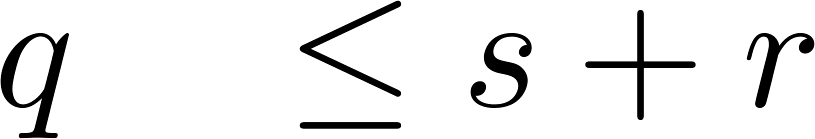 q ≤ s + r